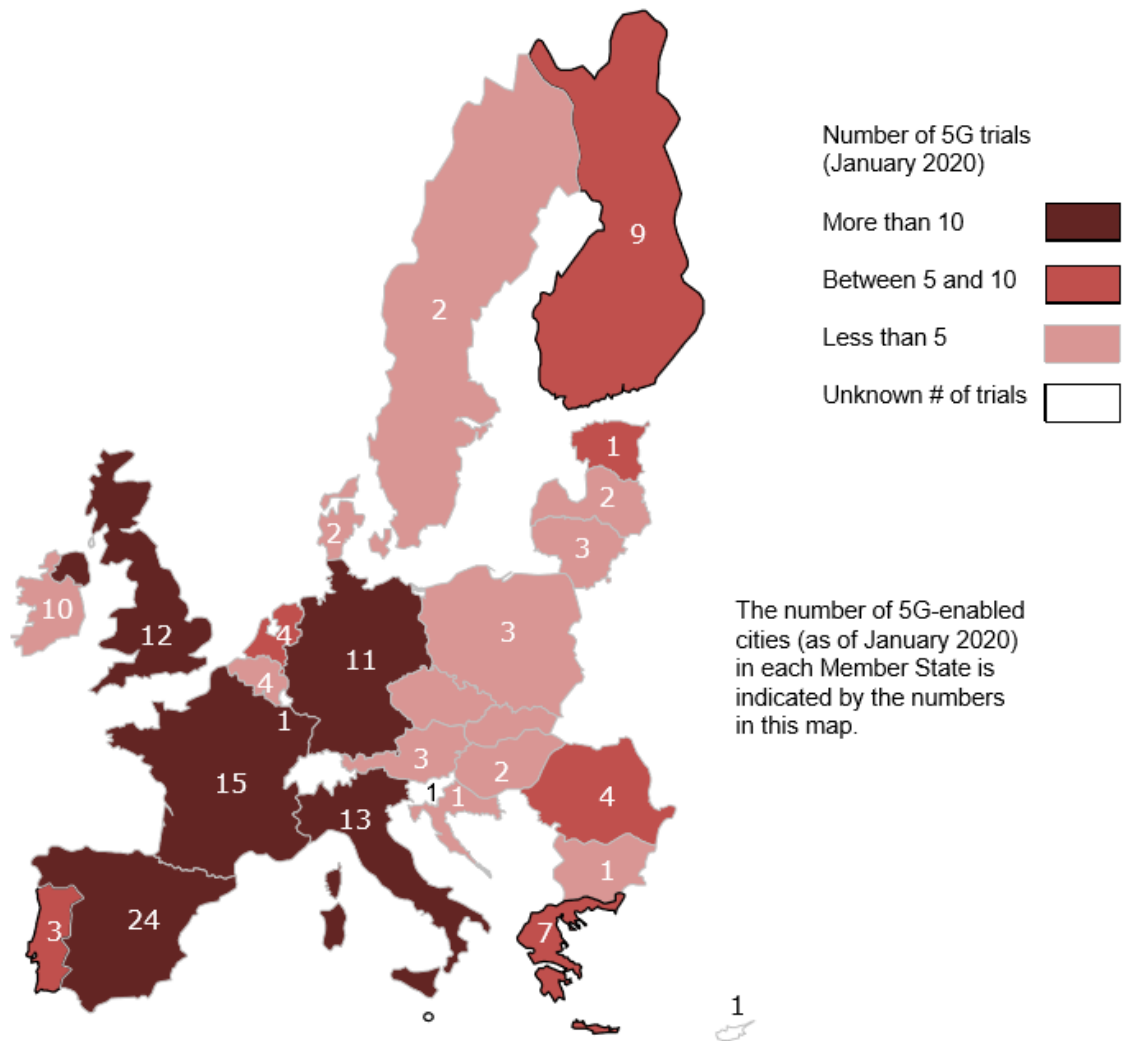 Number of 5G trials
(January 2020)
More than 10
Between 5 and 10
Less than 5
Unknown # of trials
9
2
1
2
3
2
10
12
4
4
11
3
1
3
2
15
1
1
13
4
1
24
3
7
1
The number of 5G-enabled
cities (as of January 2020)
in each Member State is
indicated by the numbers
in this map.